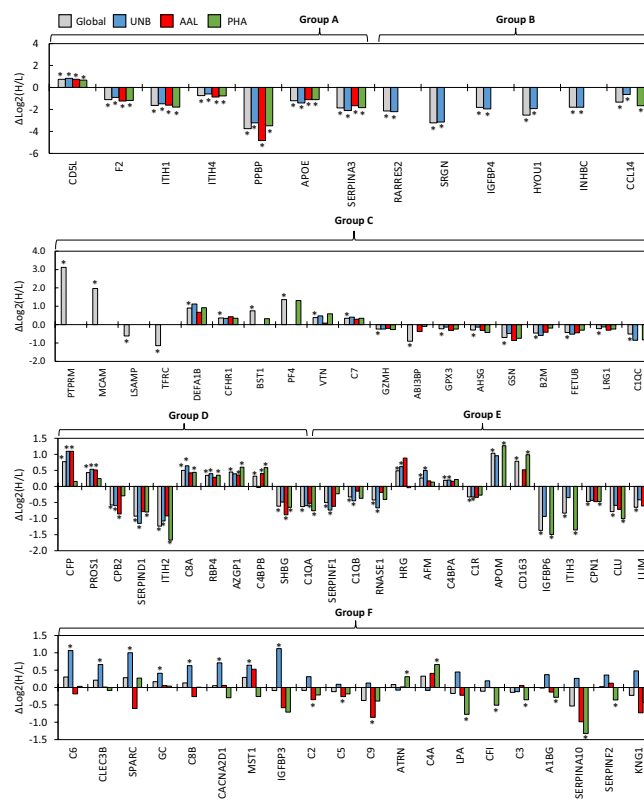 Global UNB AAL PHA
Group A
Group B
ΔLog2(H/L)
4
2
0
-2
-4
-6
* * * * * * * * * * * * * * * * * * * * * * * * * * * * * * * * * * * * * * * * *
CD5L F2 ITIH1 ITIH4 PPBP APOE SERPINA3 RARRES2 SRGN IGFBP4 HYOU1 INHBC CCL14
Group C
ΔLog2(H/L)
4.0
3.0
2.0
1.0
0.0
-1.0
-2.0
* * * * * * * * * * * * * * * * * * *
PTPRM MCAM LSAMP TFRC DEFA1B CFHR1 BST1 PF4 VTN C7 GZMH ABI3BP GPX3 AHSG GSN B2M FETUB LRG1 C1QC
Group D
Group E
ΔLog2(H/L)
1.5
1.0
0.5
0.0
-0.5
-1.0
-1.5
-2.0
CFP PROS1 CPB2 SERPIND1 ITIH2 C8A RBP4 AZGP1 C4BPB SHBG C1QA SERPINF1 C1QB RNASE1 HRG AFM C4BPA C1R APOM CD163 IGFBP6 ITIH3 CPN1 CLU LUM
Group F
ΔLog2(H/L)
1.5
1.0
0.5
0.0
-0.5
-1.0
-1.5
* * * * * * * * * * * * * * * * * * *
C6 CLEC3B SPARC GC C8B CACNA2D1 MST1 IGFBP3 C2 C5 C9 ATRN C4A LPA CFI C3 A1BG SERPINA10 SERPINF2 KNG1